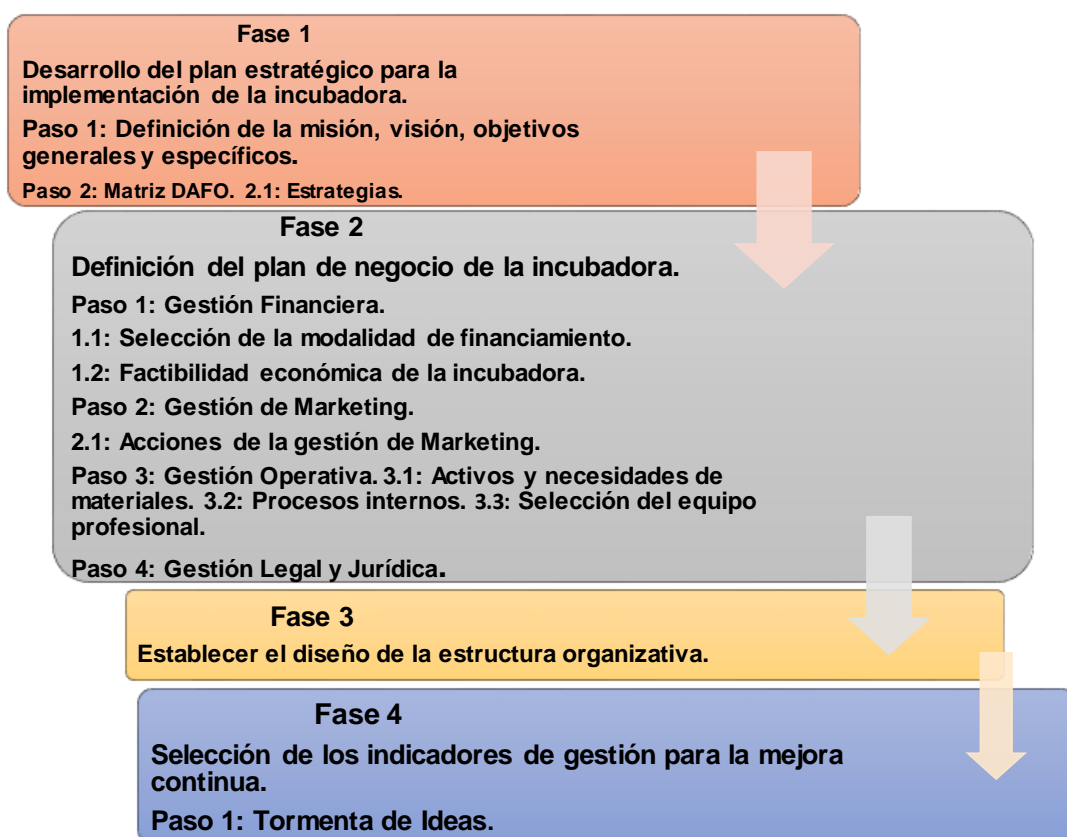 Fase 1
Desarrollo del plan estratégico para la
implementación de la incubadora.
Paso 1: Definición de la misión, visión, objetivos
generales y específicos.
Paso 2: Matriz DAFO. 2.1: Estrategias.
Fase 2
Definición del plan de negocio de la incubadora.
Paso 1: Gestión Financiera.
1.1: Selección de la modalidad de financiamiento.
1.2: Factibilidad económica de la incubadora.
Paso 2: Gestión de Marketing.
2.1: Acciones de la gestión de Marketing.
Paso 3: Gestión Operativa. 3.1: Activos y necesidades de
materiales. 3.2: Procesos internos. 3.3: Selección del equipo
profesional.
Paso 4: Gestión Legal y Jurídica.
Fase 3
Establecer el diseño de la estructura organizativa.
Fase 4
Selección de los indicadores de gestión para la mejora
continua.
Paso 1: Tormenta de Ideas.